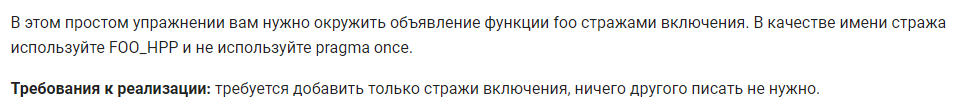 В этом простом упражнении вам нужно окружить объявление функции foo стражами включения. В качестве имени стража
используйте FOO_HPP и не используйте pragma once.
Требования к реализации: требуется добавить только стражи включения, ничего другого писать не нужно.